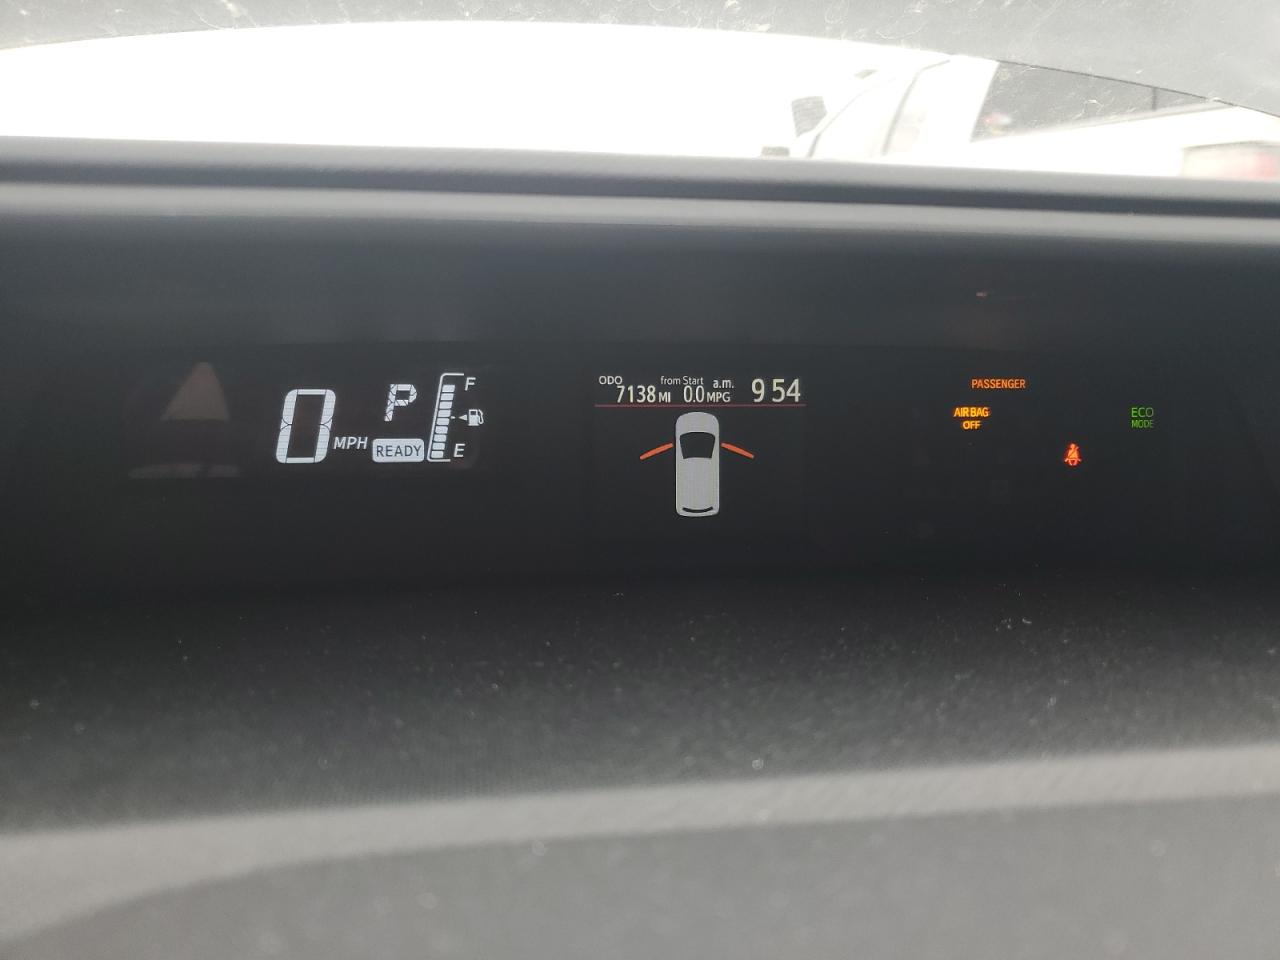 0 MPH
P
READY
F
E
ODO 7138 MI
from Start 0.0 MPG
a.m. 9 54
PASSENGER
AIR BAG
OFF
ECO
MODE